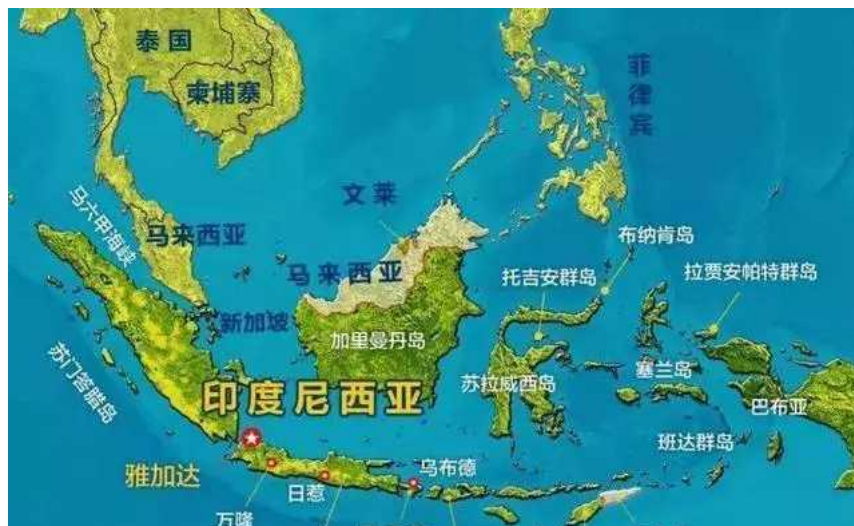 泰国
柬埔寨
菲律宾
文莱
马六甲海峡
马来西亚
马来西亚
布纳肯岛
托吉安群岛
拉贾安帕特群岛
新加坡
加里曼丹岛
苏门答腊岛
苏拉威西岛
塞兰岛
印度尼西亚
巴布亚
班达群岛
雅加达
乌布德
日惹
万隆